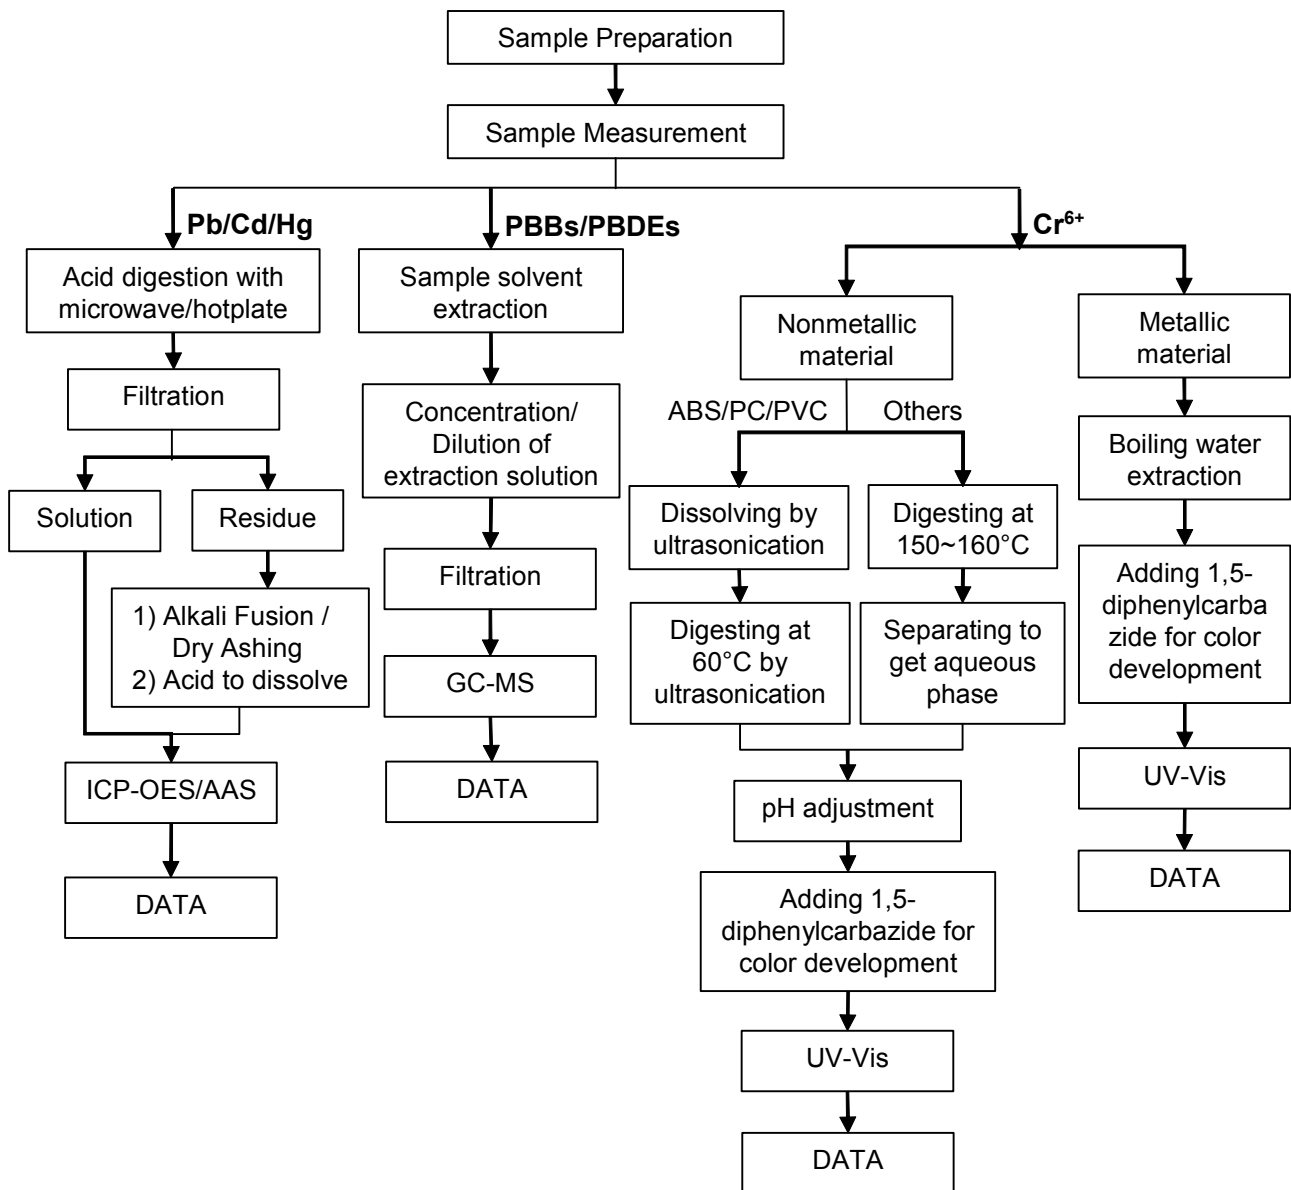 Sample Preparation
Sample Measurement
Pb/Cd/Hg
PBBs/PBDEs
Cr⁶⁺
Acid digestion with
microwave/hotplate
Filtration
Solution
Residue
1) Alkali Fusion /
Dry Ashing
2) Acid to dissolve
ICP-OES/AAS
DATA
Sample solvent
extraction
Concentration/
Dilution of
extraction solution
Filtration
GC-MS
DATA
Nonmetallic
material
ABS/PC/PVC
Others
Dissolving by
ultrasonication
Digesting at
60°C by
ultrasonication
Digesting at
150~160°C
Separating to
get aqueous
phase
pH adjustment
Adding 1,5-
diphenylcarbazide for
color development
UV-Vis
DATA
Metallic
material
Boiling water
extraction
Adding 1,5-
diphenylcarba
zide for color
development
UV-Vis
DATA